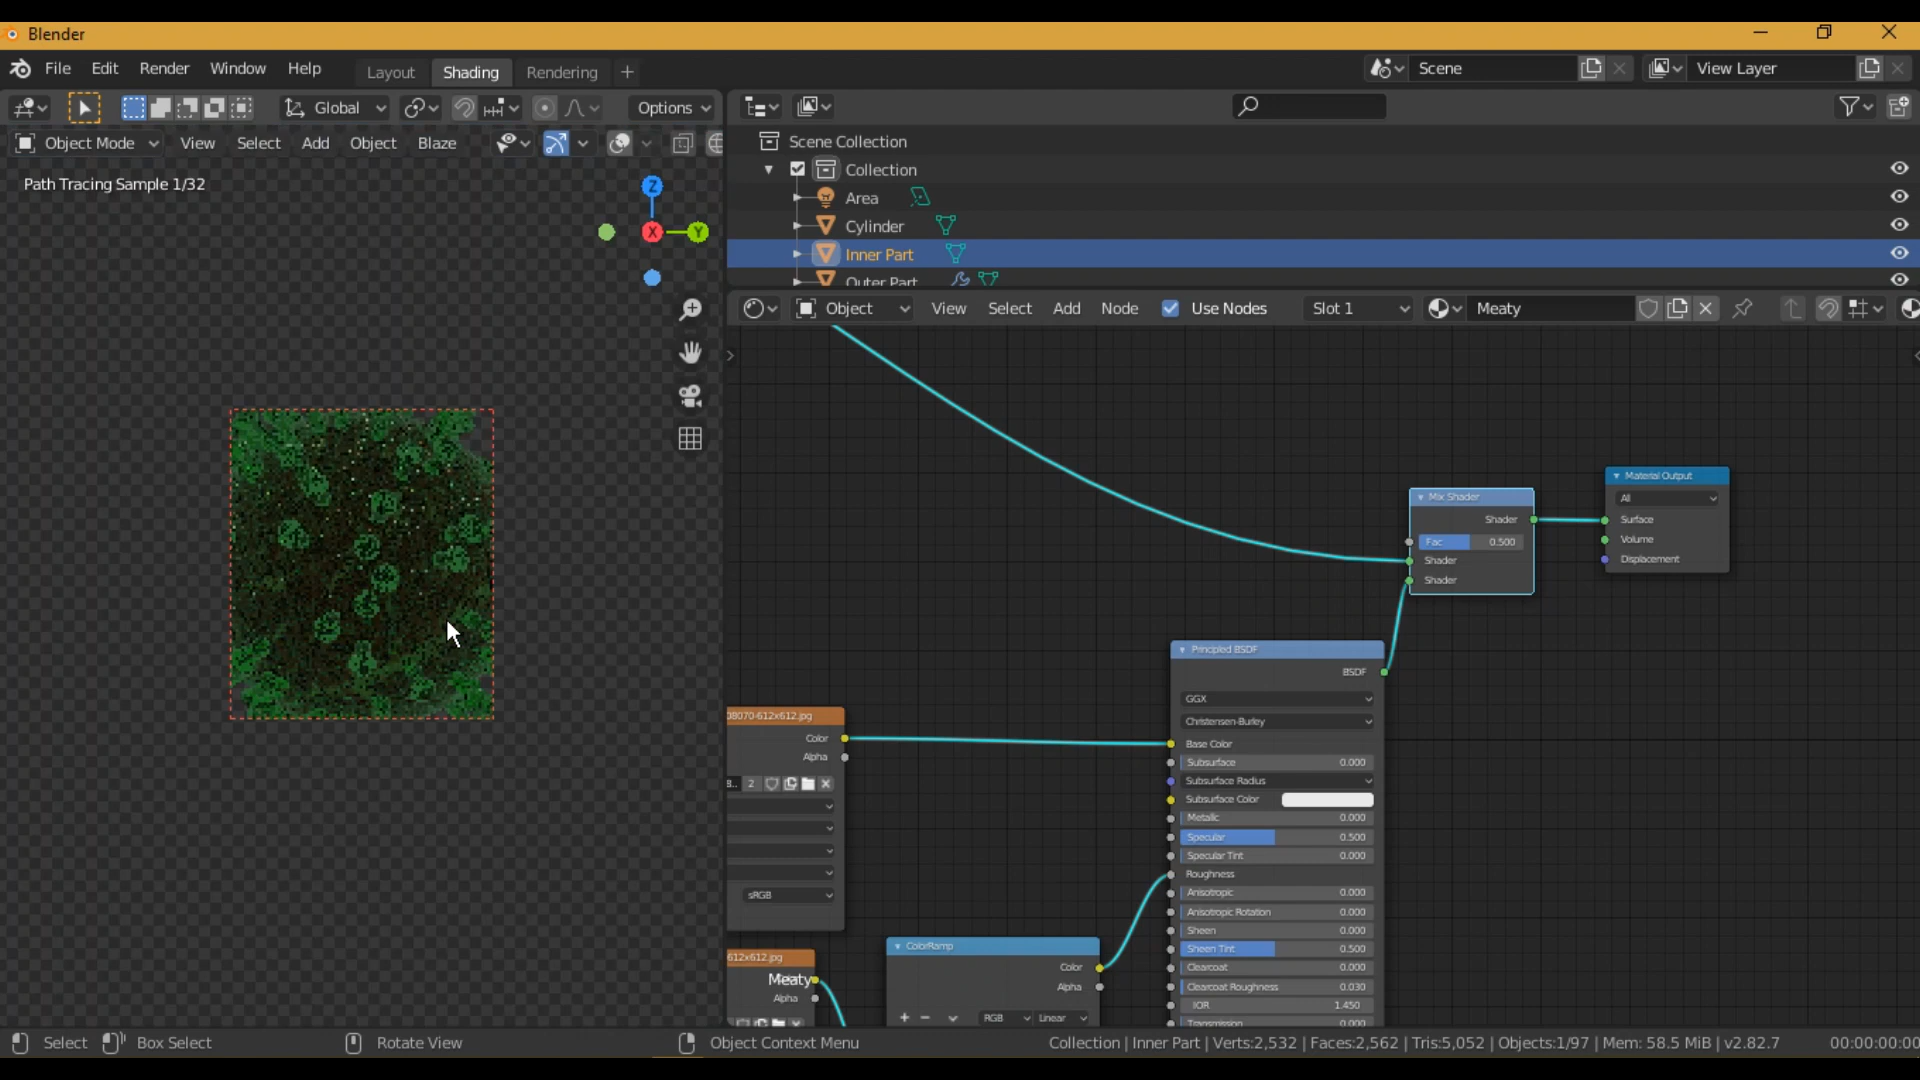 Blender
File Edit Render Window Help Layout Shading Rendering + Scene View Layer
Global Options
Object Mode View Select Add Object Blaze
Path Tracing Sample 1/32
Z
X Y
Scene Collection
Collection
Area
Cylinder
Inner Part
Outer Part
Object View Select Add Node Use Nodes Slot 1 Meaty
Mix Shader
Shader
Fac 0.500
Shader
Shader
Material Output
All
Surface
Volume
Displacement
Principled BSDF
BSDF
GGX
Christensen-Burley
Base Color
Subsurface 0.000
Subsurface Radius
Subsurface Color
Metallic 0.000
Specular 0.500
Specular Tint 0.000
Roughness
Anisotropic 0.000
Anisotropic Rotation 0.000
Sheen 0.000
Sheen Tint 0.500
Clearcoat 0.000
Clearcoat Roughness 0.030
IOR 1.450
Transmission 0.000
08070-612x612.jpg
Color
Alpha
8.. 2
sRGB
612x612.jpg
Meaty
Alpha
ColorRamp
Color
Alpha
+ − RGB Linear
Select Box Select Rotate View Object Context Menu Collection | Inner Part | Verts:2,532 | Faces:2,562 | Tris:5,052 | Objects:1/97 | Mem: 58.5 MiB | v2.82.7 00:00:00:00